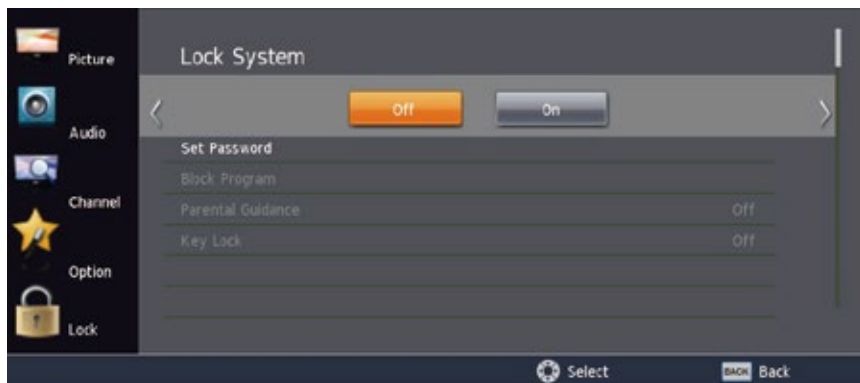 Picture
Audio
Channel
Option
Lock
Lock System
Off On
Set Password
Block Program
Parental Guidance Off
Key Lock Off
Select BACK Back